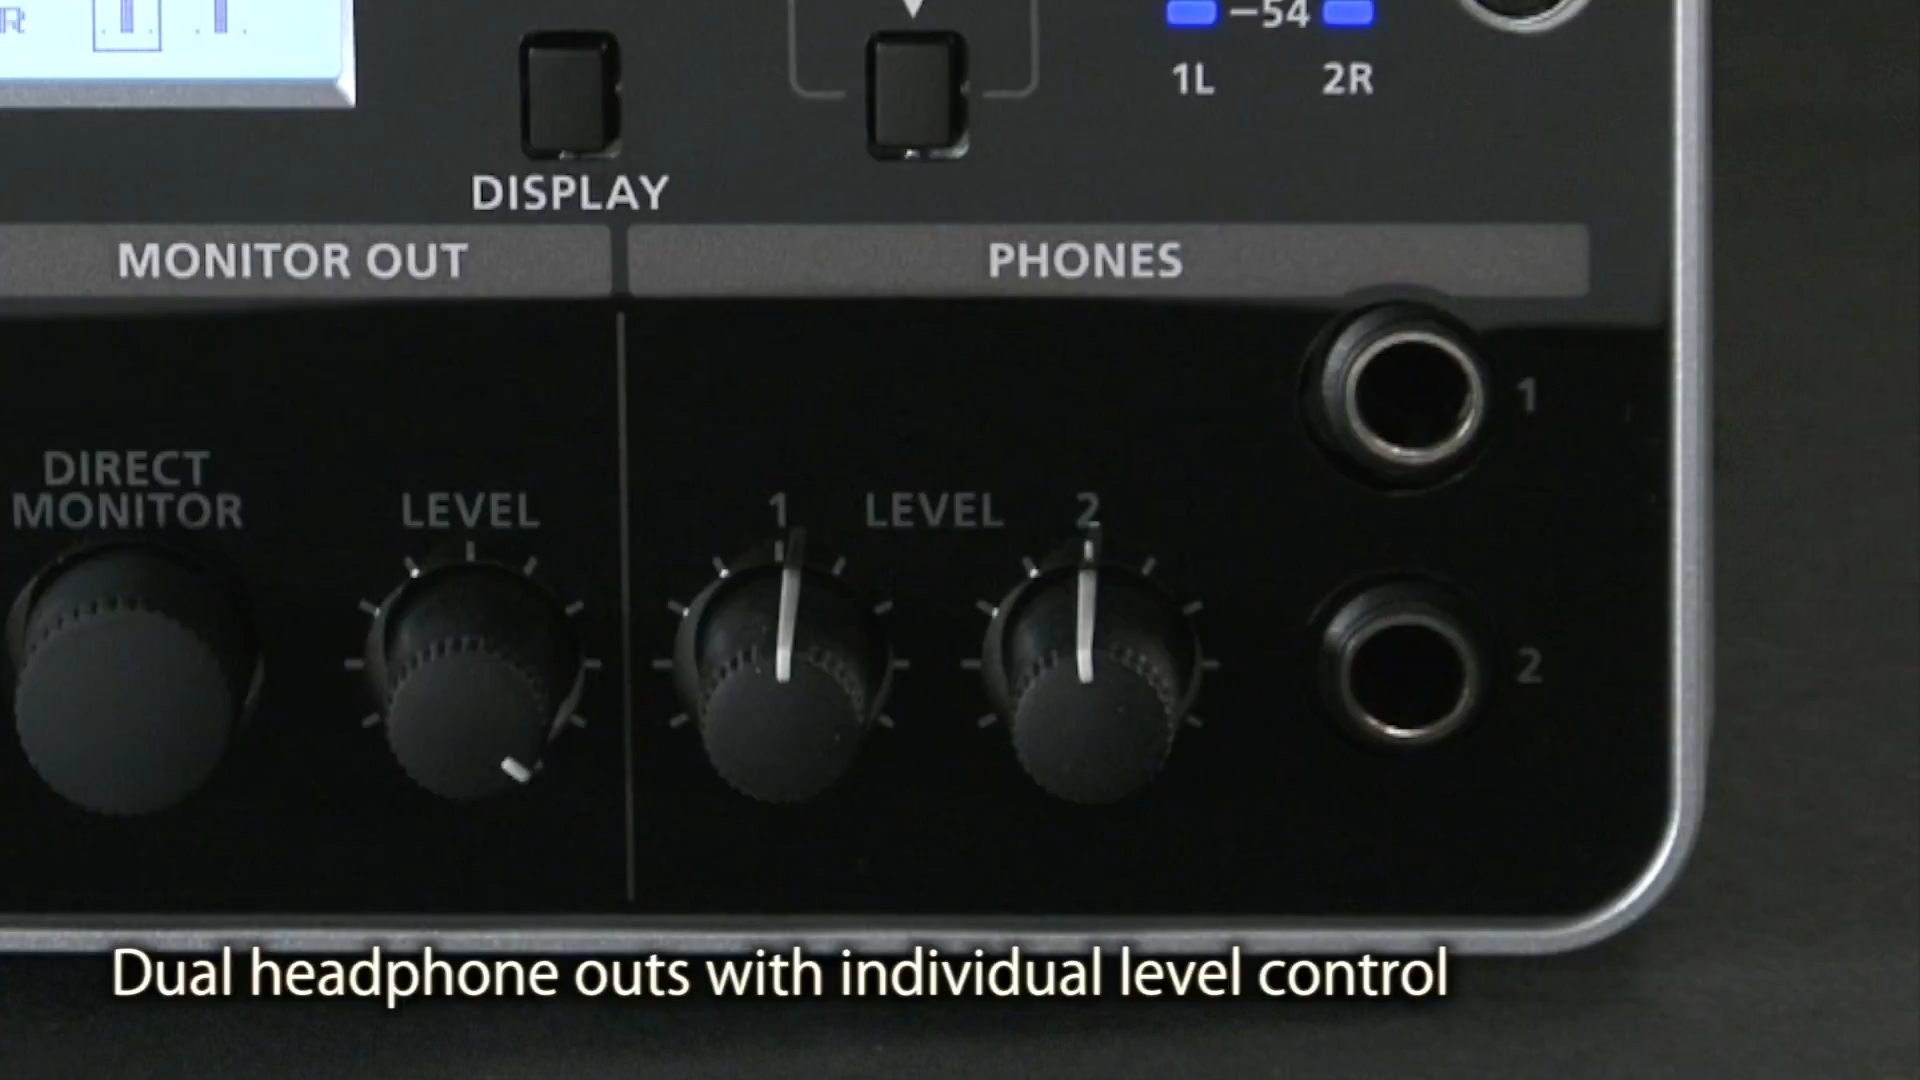 R
-54
1L 2R
DISPLAY
MONITOR OUT
PHONES
1
DIRECT
MONITOR
LEVEL
1 LEVEL 2
2
Dual headphone outs with individual level control